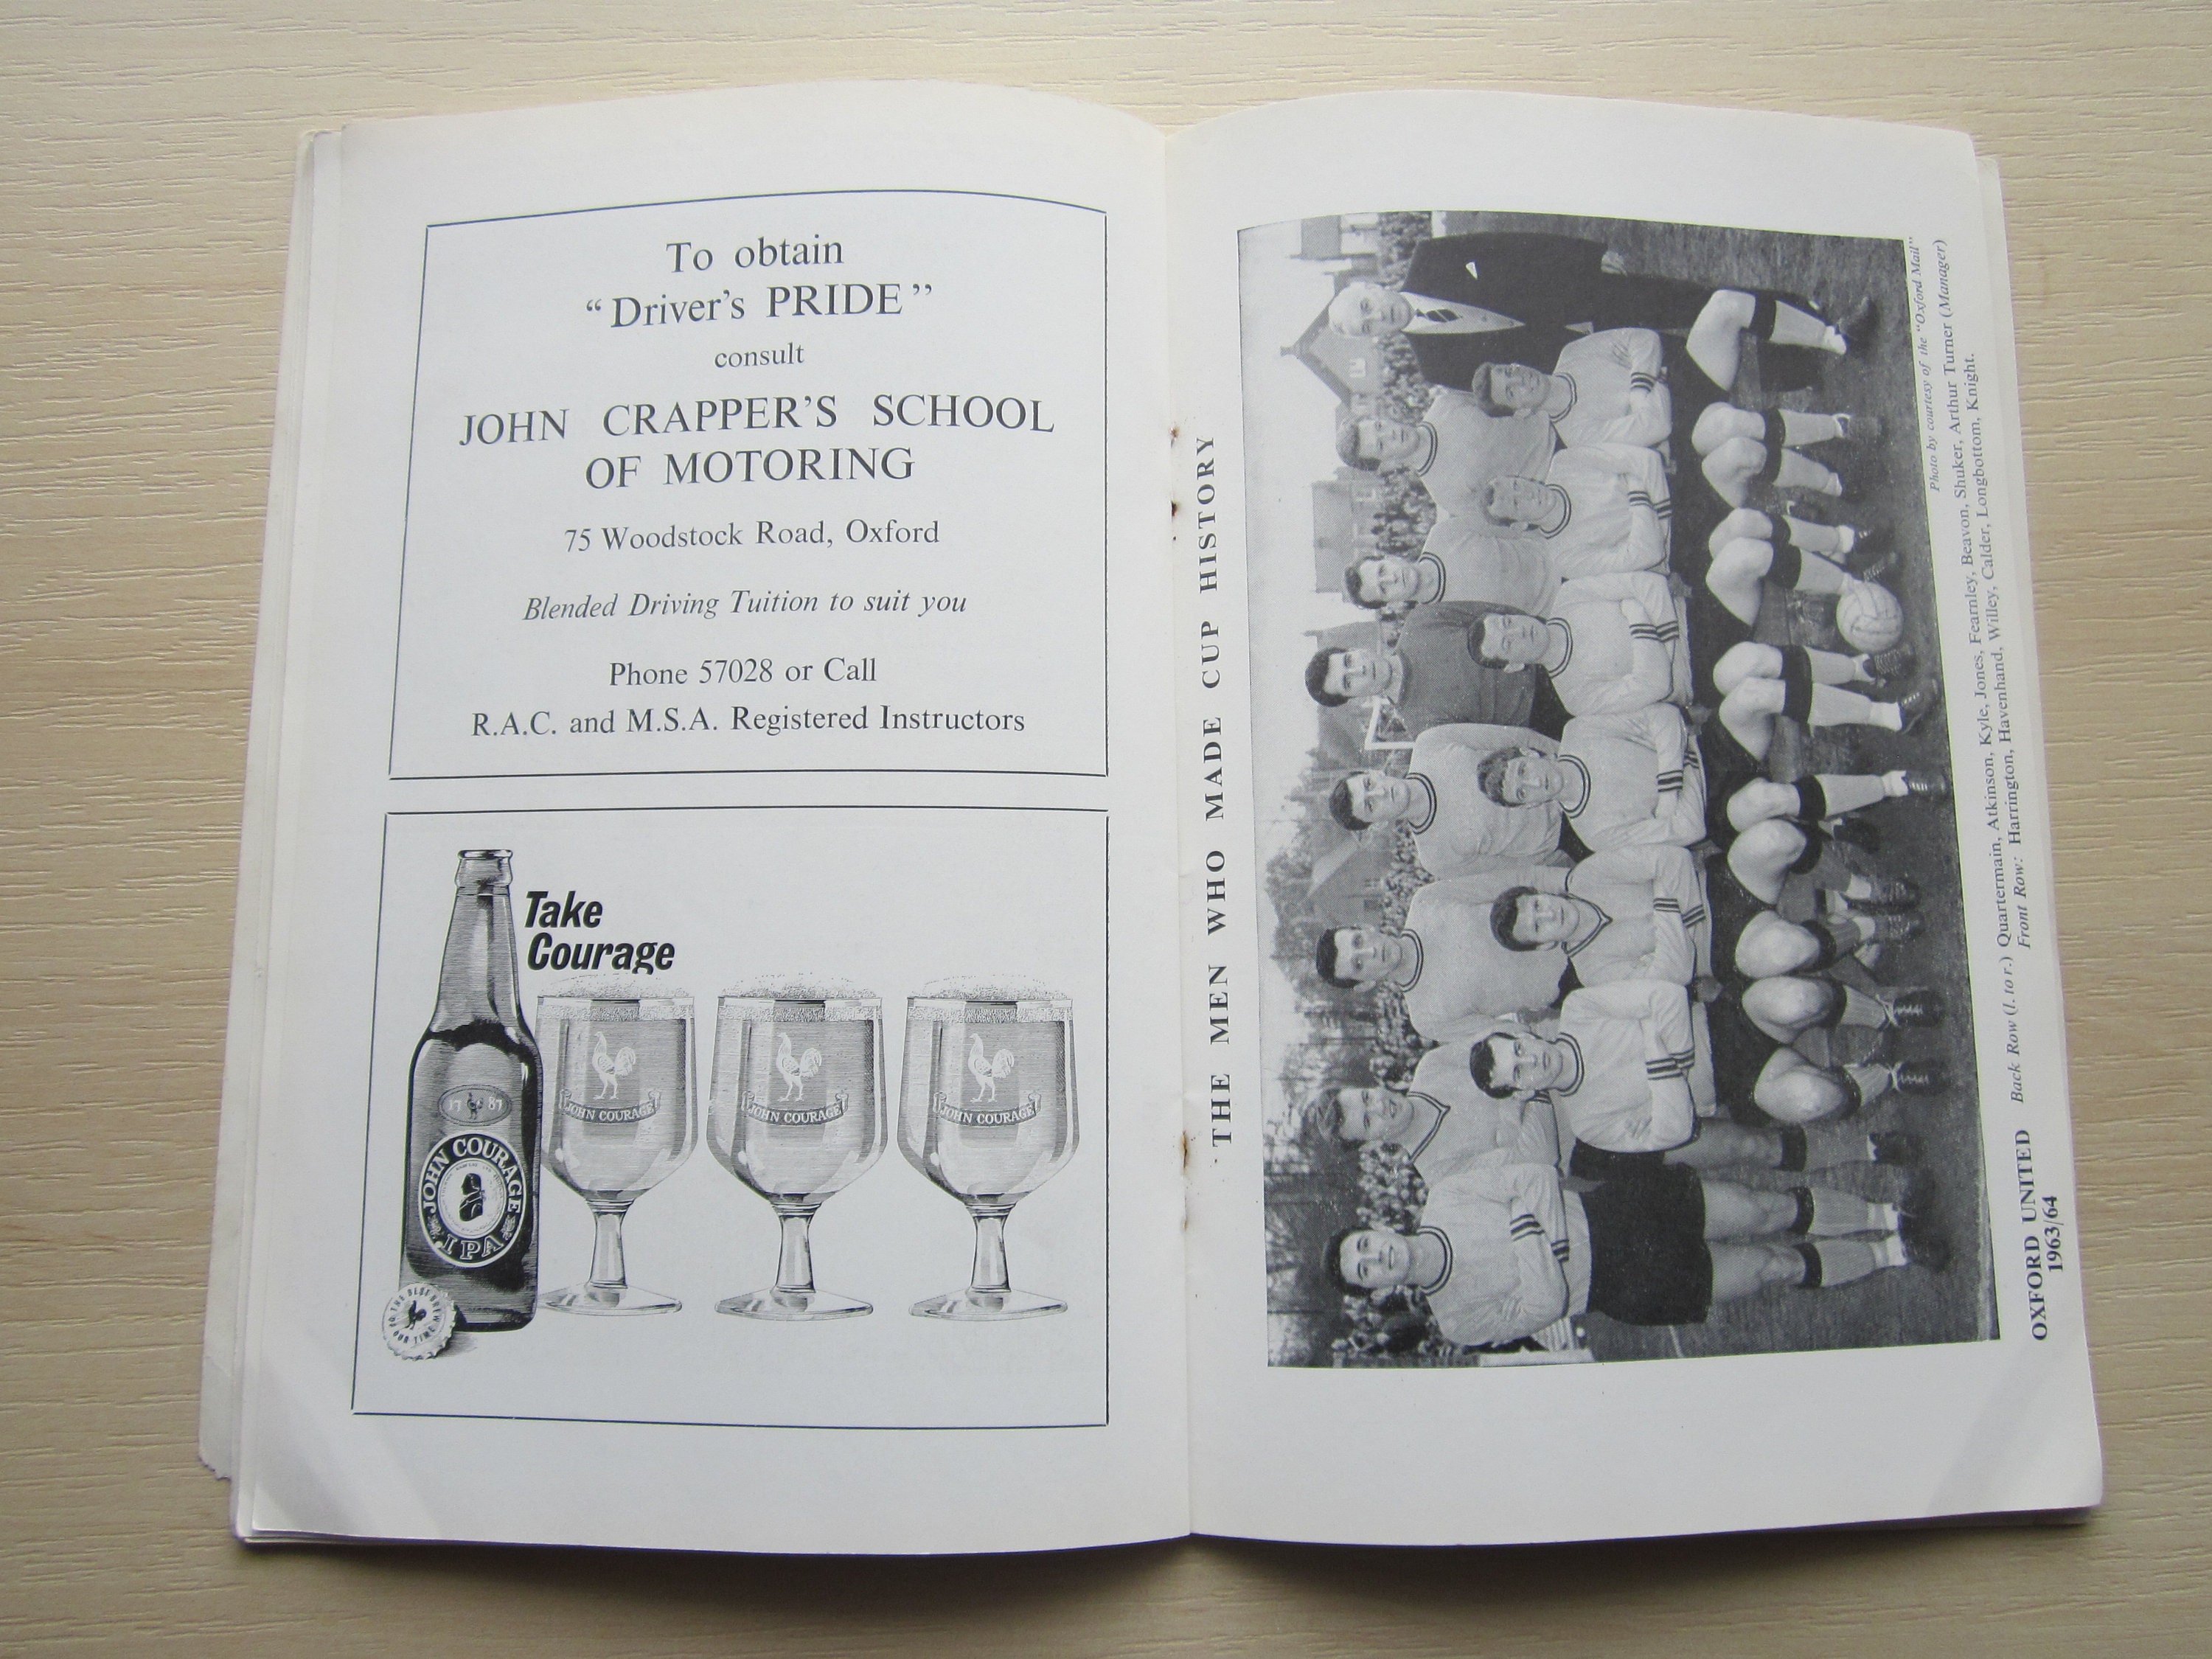 To obtain
“Driver’s PRIDE”
consult
JOHN CRAPPER’S SCHOOL
OF MOTORING
75 Woodstock Road, Oxford
Blended Driving Tuition to suit you
Phone 57028 or Call
R.A.C. and M.S.A. Registered Instructors
Take
Courage
17 87
JOHN COURAGE
IPA
JOHN COURAGE
JOHN COURAGE
JOHN COURAGE
THE MEN WHO MADE CUP HISTORY
Photo by courtesy of the “Oxford Mail”
OXFORD UNITED
1963/64
Back Row (l. to r.) Quartermain, Atkinson, Kyle, Jones, Fearnley, Beavon, Shuker, Arthur Turner (Manager)
Front Row: Harrington, Havenhand, Willey, Calder, Longbottom, Knight.